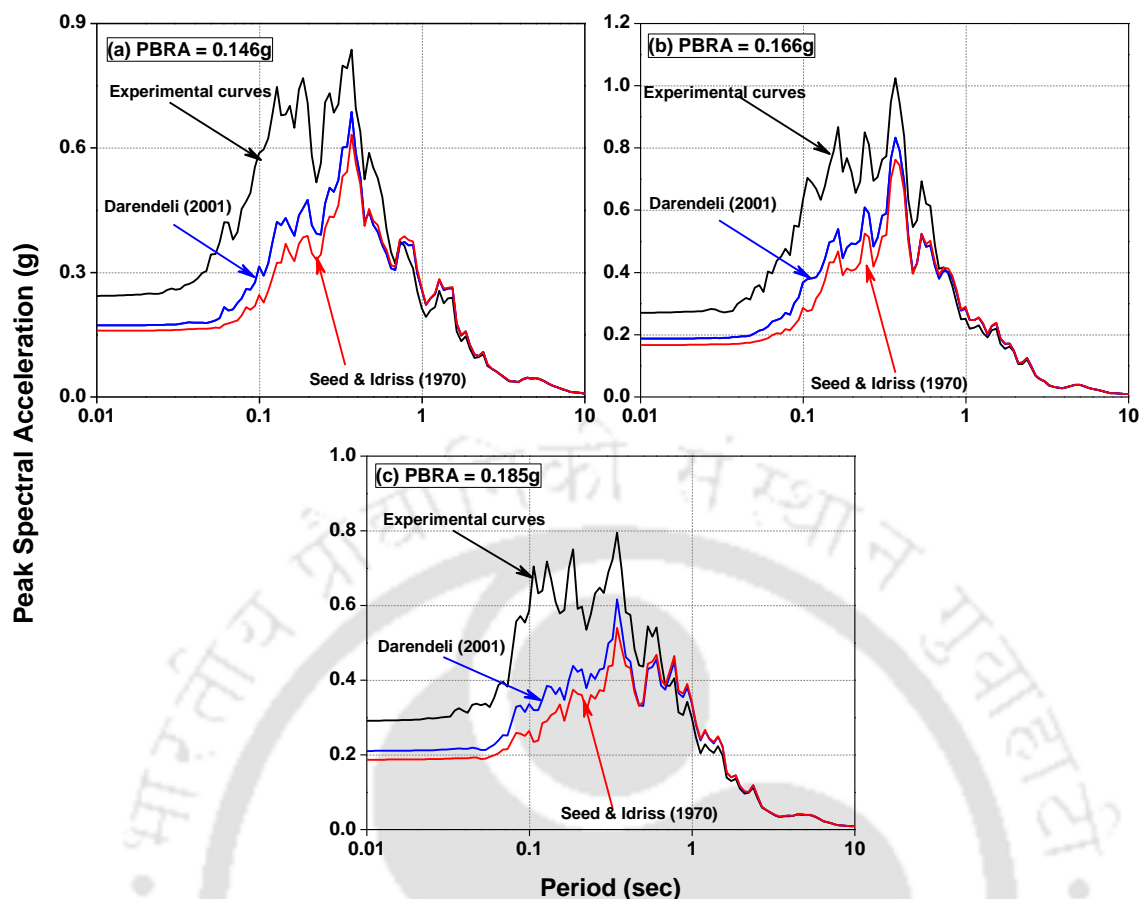 (a) PBRA = 0.146g
Experimental curves
Darendeli (2001)
Seed & Idriss (1970)
0.9
0.6
0.3
0.0
0.01
0.1
1
10
(b) PBRA = 0.166g
Experimental curves
Darendeli (2001)
Seed & Idriss (1970)
1.2
1.0
0.8
0.6
0.4
0.2
0.0
0.01
0.1
1
10
Peak Spectral Acceleration (g)
(c) PBRA = 0.185g
Experimental curves
Darendeli (2001)
Seed & Idriss (1970)
1.0
0.8
0.6
0.4
0.2
0.0
0.01
0.1
1
10
Period (sec)